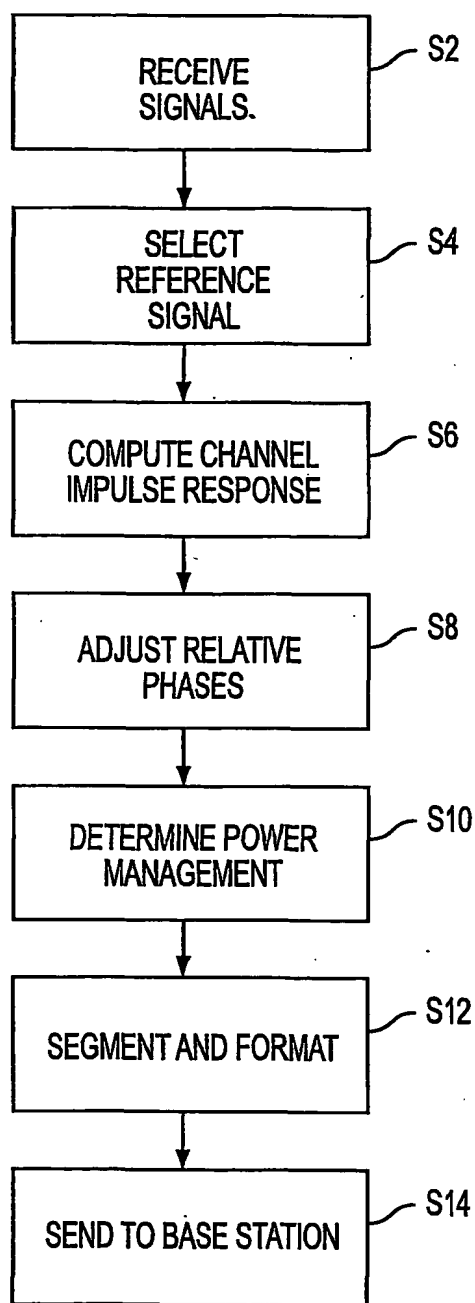 RECEIVE
SIGNALS.
S2
SELECT
REFERENCE
SIGNAL
S4
COMPUTE CHANNEL
IMPULSE RESPONSE
S6
ADJUST RELATIVE
PHASES
S8
DETERMINE POWER
MANAGEMENT
S10
SEGMENT AND FORMAT
S12
SEND TO BASE STATION
S14